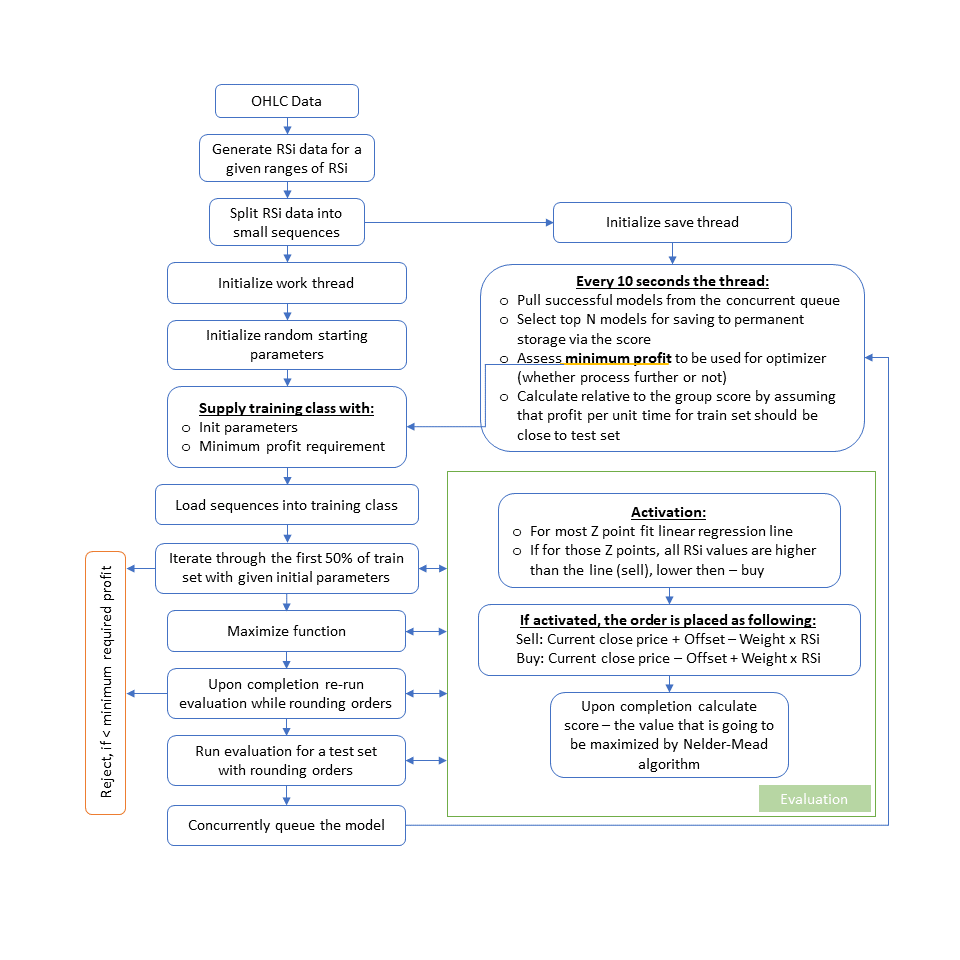 OHLC Data
Generate RSi data for a
given ranges of RSi
Split RSi data into
small sequences
Initialize save thread
Initialize work thread
Every 10 seconds the thread:
o Pull successful models from the concurrent queue
o Select top N models for saving to permanent
storage via the score
o Assess minimum profit to be used for optimizer
(whether process further or not)
o Calculate relative to the group score by assuming
that profit per unit time for train set should be
close to test set
Initialize random starting
parameters
Supply training class with:
o Init parameters
o Minimum profit requirement
Load sequences into training class
Iterate through the first 50% of train
set with given initial parameters
Maximize function
Upon completion re-run
evaluation while rounding orders
Run evaluation for a test set
with rounding orders
Concurrently queue the model
Reject, if < minimum required profit
Activation:
o For most Z point fit linear regression line
o If for those Z points, all RSi values are higher
than the line (sell), lower then – buy
If activated, the order is placed as following:
Sell: Current close price + Offset – Weight x RSi
Buy: Current close price – Offset + Weight x RSi
Upon completion calculate
score – the value that is going to
be maximized by Nelder-Mead
algorithm
Evaluation